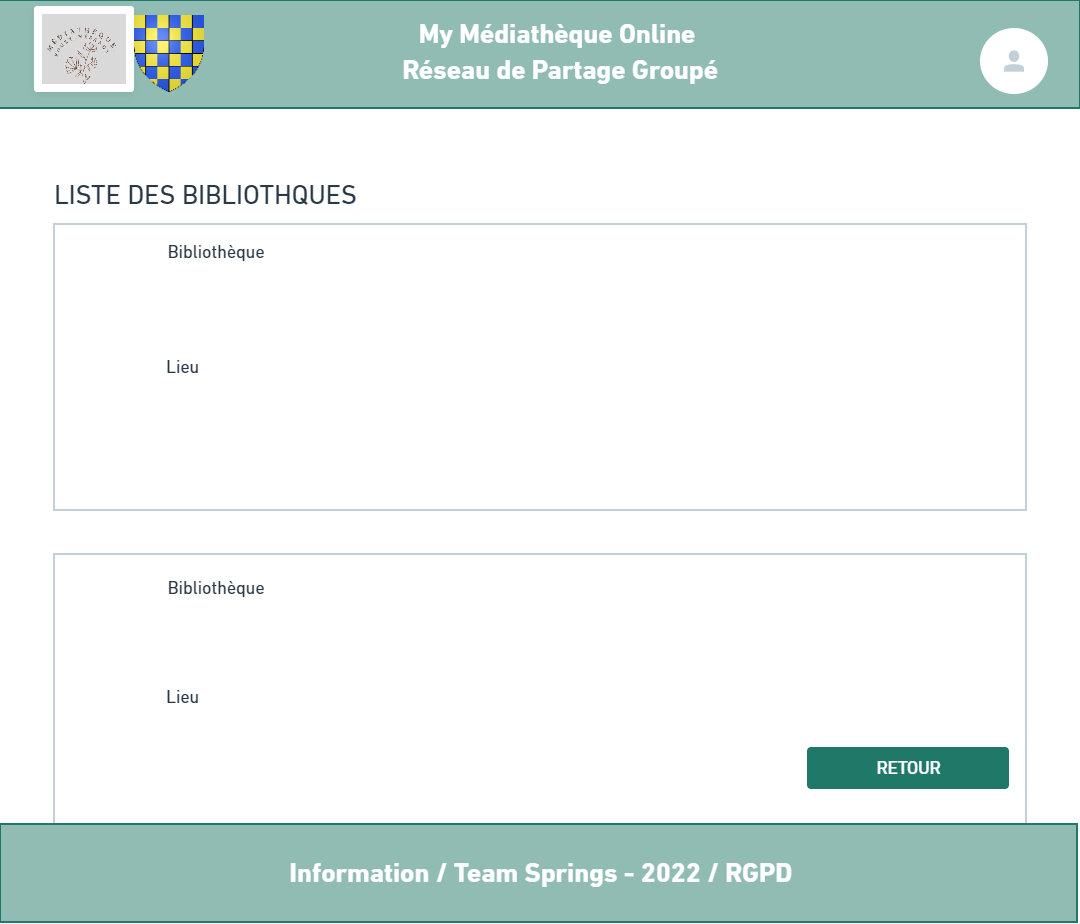 MÉDIATHÈQUE
My Médiathèque Online
Réseau de Partage Groupé
LISTE DES BIBLIOTHQUES
Bibliothèque
Lieu
Bibliothèque
Lieu
RETOUR
Information / Team Springs - 2022 / RGPD